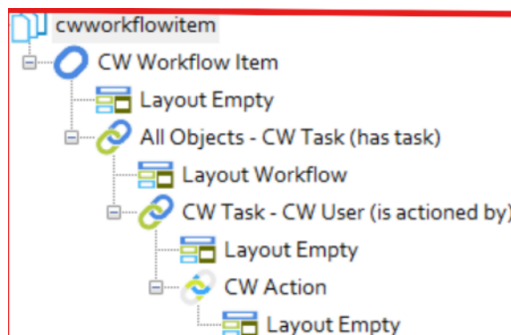 cwworkflowitem
CW Workflow Item
Layout Empty
All Objects - CW Task (has task)
Layout Workflow
CW Task - CW User (is actioned by)
Layout Empty
CW Action
Layout Empty